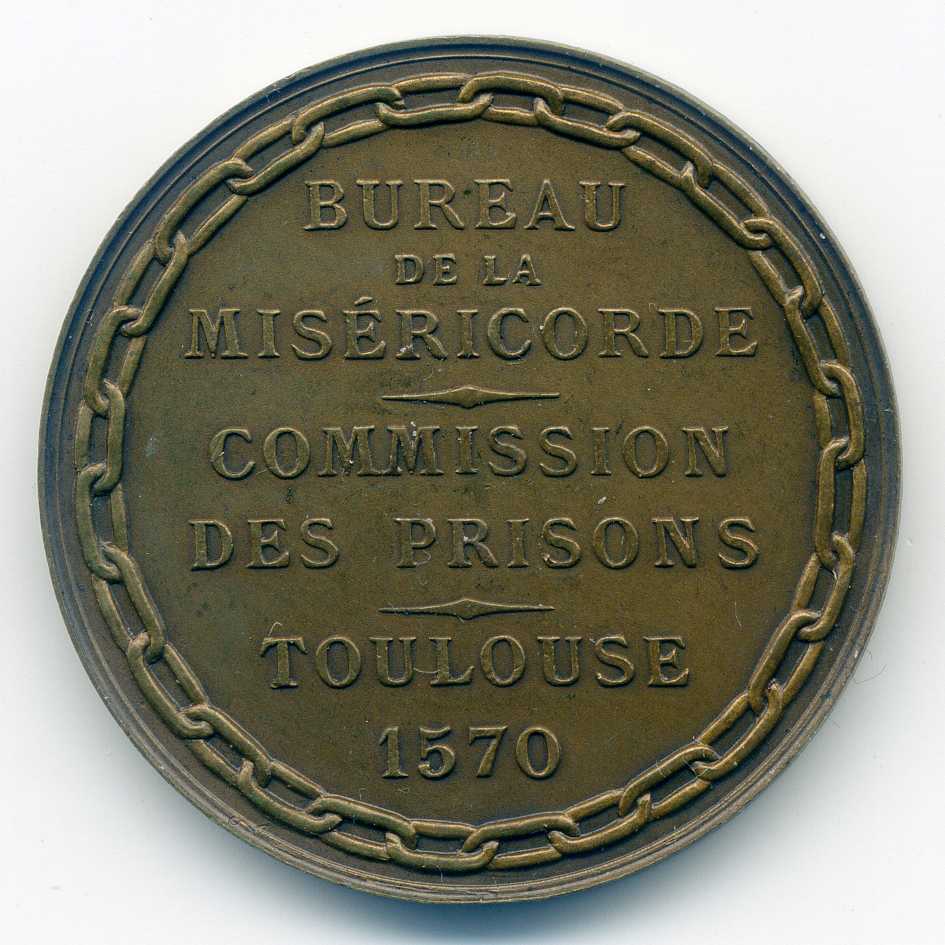 BUREAU
DE LA
MISÉRICORDE
COMMISSION
DES PRISONS
TOULOUSE
1570